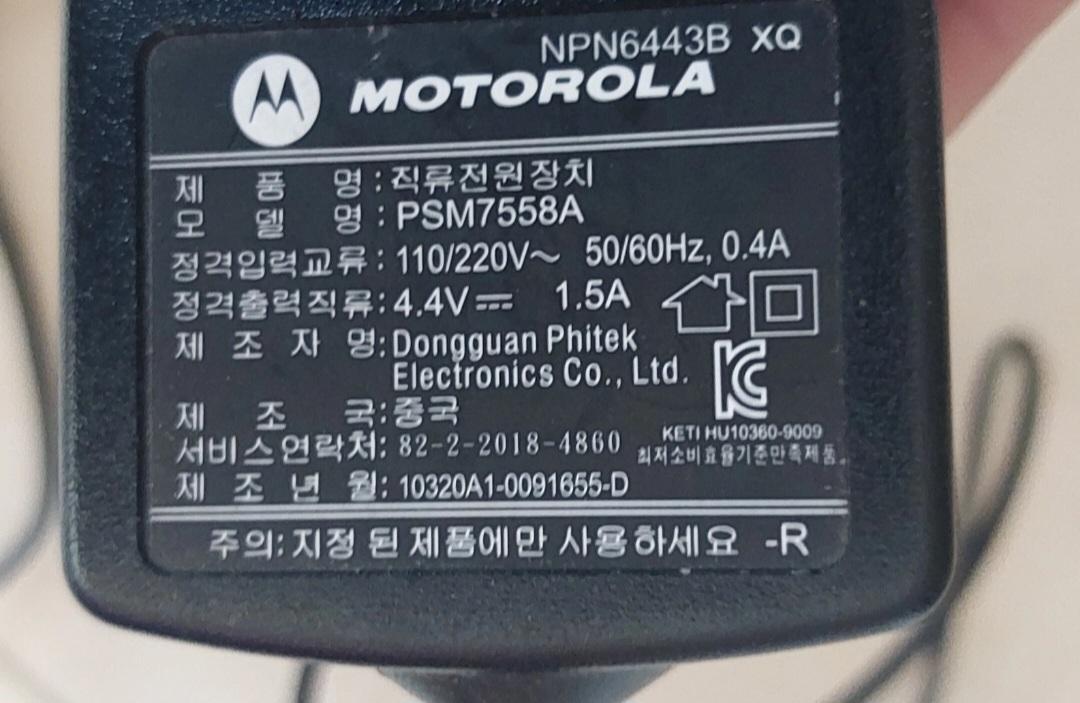 NPN6443B XQ
MOTOROLA
제 품 명: 직류전원장치
모 델 명: PSM7558A
정격입력교류: 110/220V~ 50/60Hz, 0.4A
정격출력직류: 4.4V⎓ 1.5A
제 조 자 명: Dongguan Phitek
Electronics Co., Ltd.
제 조 국: 중국
서비스연락처: 82-2-2018-4860
KETI HU10360-9009
최저소비효율기준만족제품.
제 조 년 월: 10320A1-0091655-D
주의: 지정 된 제품에만 사용하세요 -R